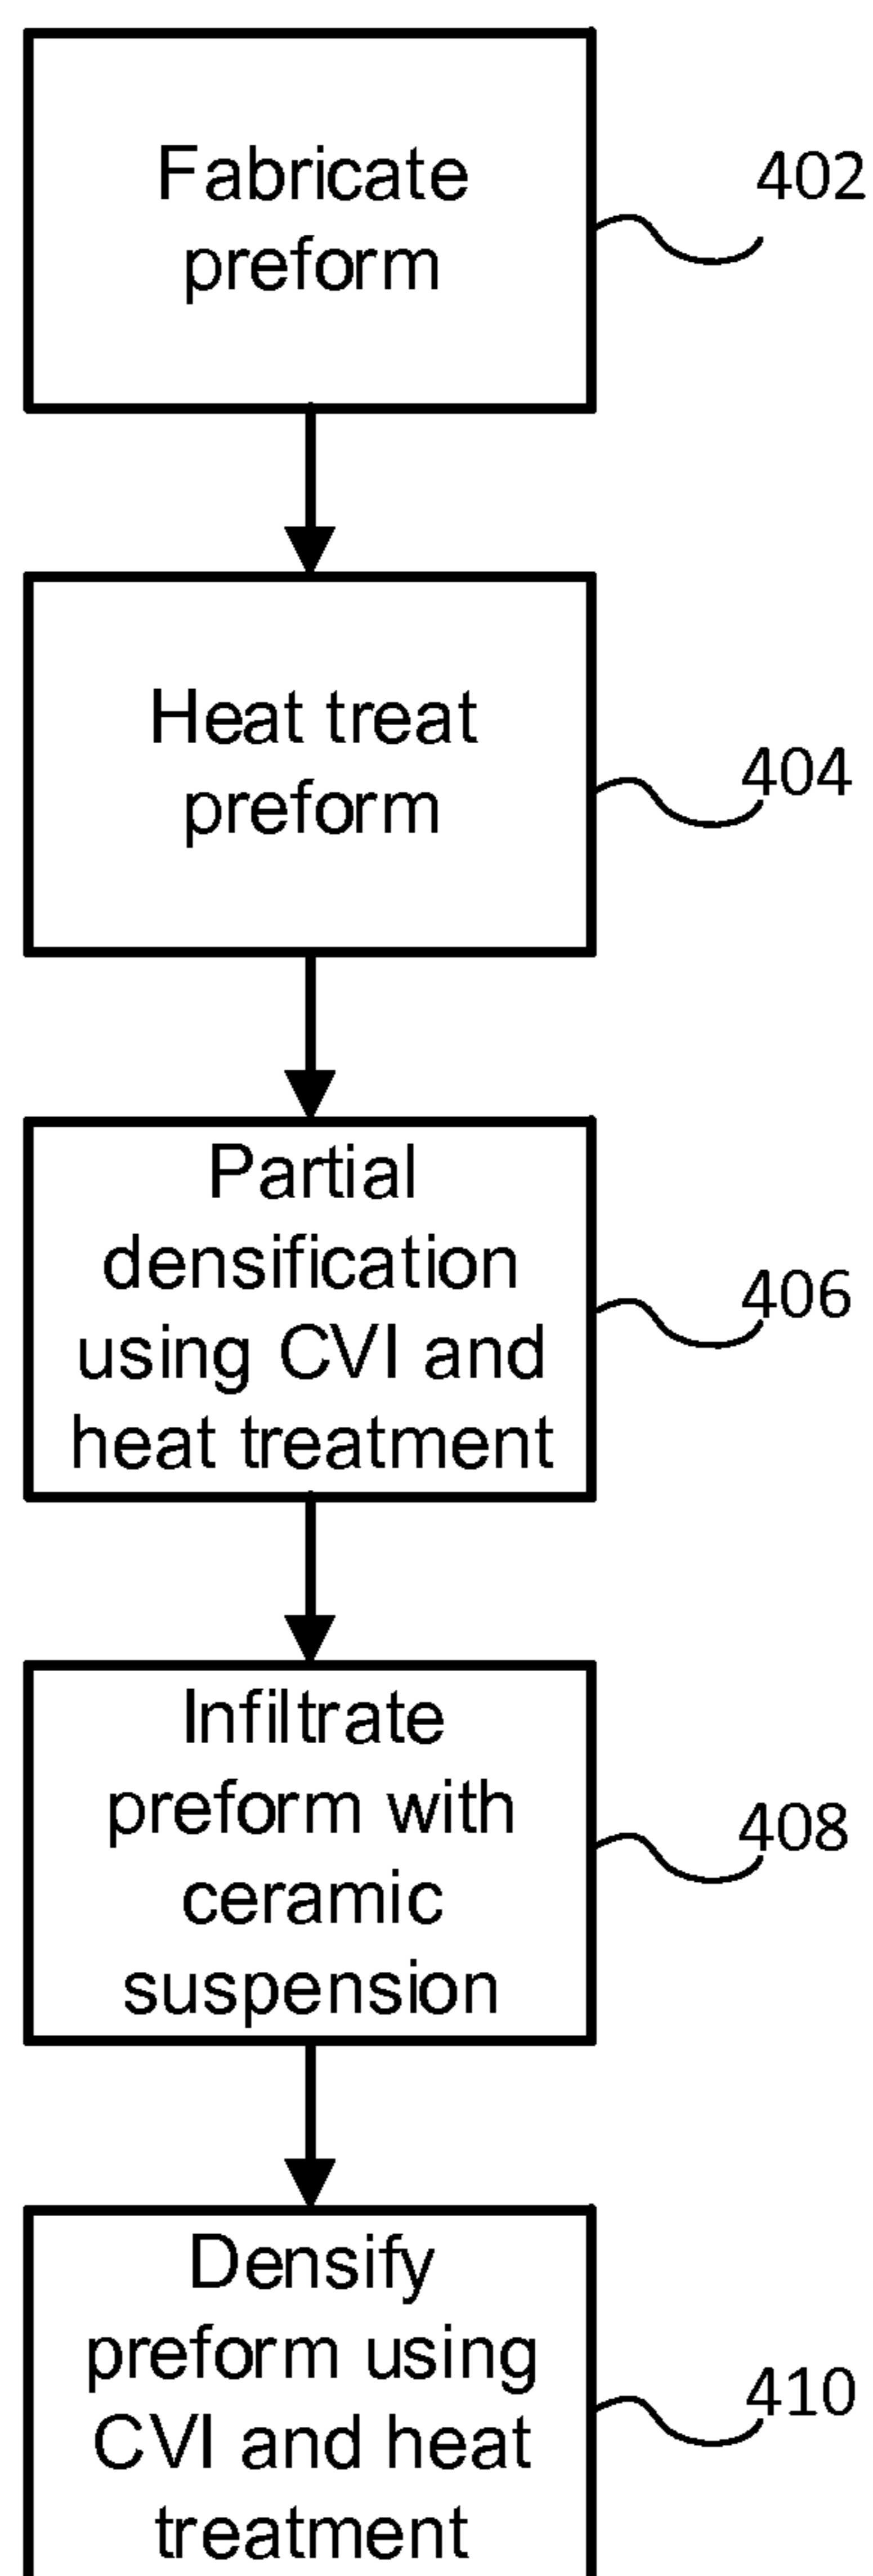 Fabricate
preform
402
Heat treat
preform
404
Partial
densification
using CVI and
heat treatment
406
Infiltrate
preform with
ceramic
suspension
408
Densify
preform using
CVI and heat
treatment
410